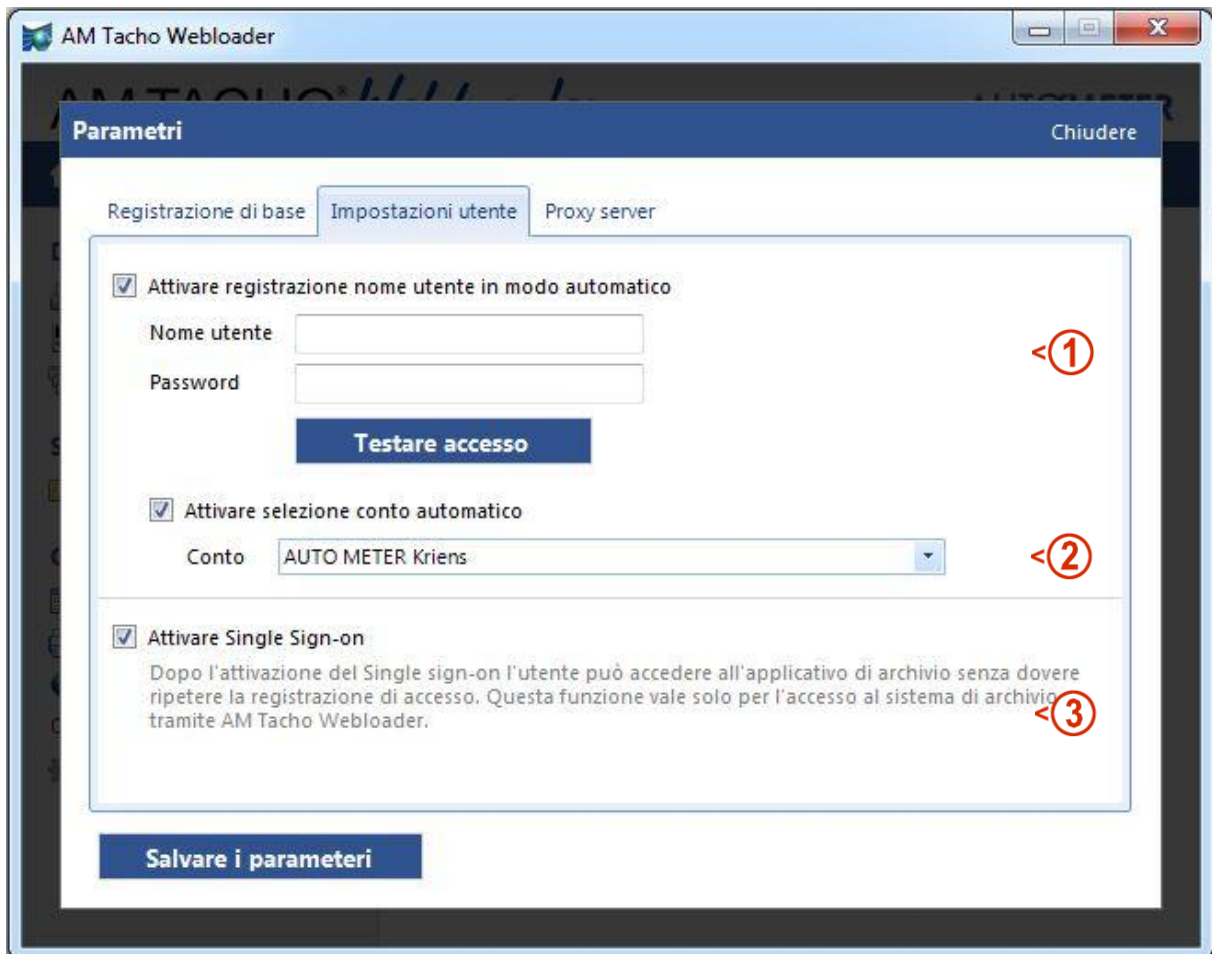 AM Tacho Webloader
Parametri
Chiudere
Registrazione di base
Impostazioni utente
Proxy server
Attivare registrazione nome utente in modo automatico
Nome utente
<1
Password
Testare accesso
Attivare selezione conto automatico
Conto AUTO METER Kriens
<2
Attivare Single Sign-on
Dopo l'attivazione del Single sign-on l'utente può accedere all'applicativo di archivio senza dovere
ripetere la registrazione di accesso. Questa funzione vale solo per l'accesso al sistema di archivio
tramite AM Tacho Webloader.
<3
Salvare i parameteri